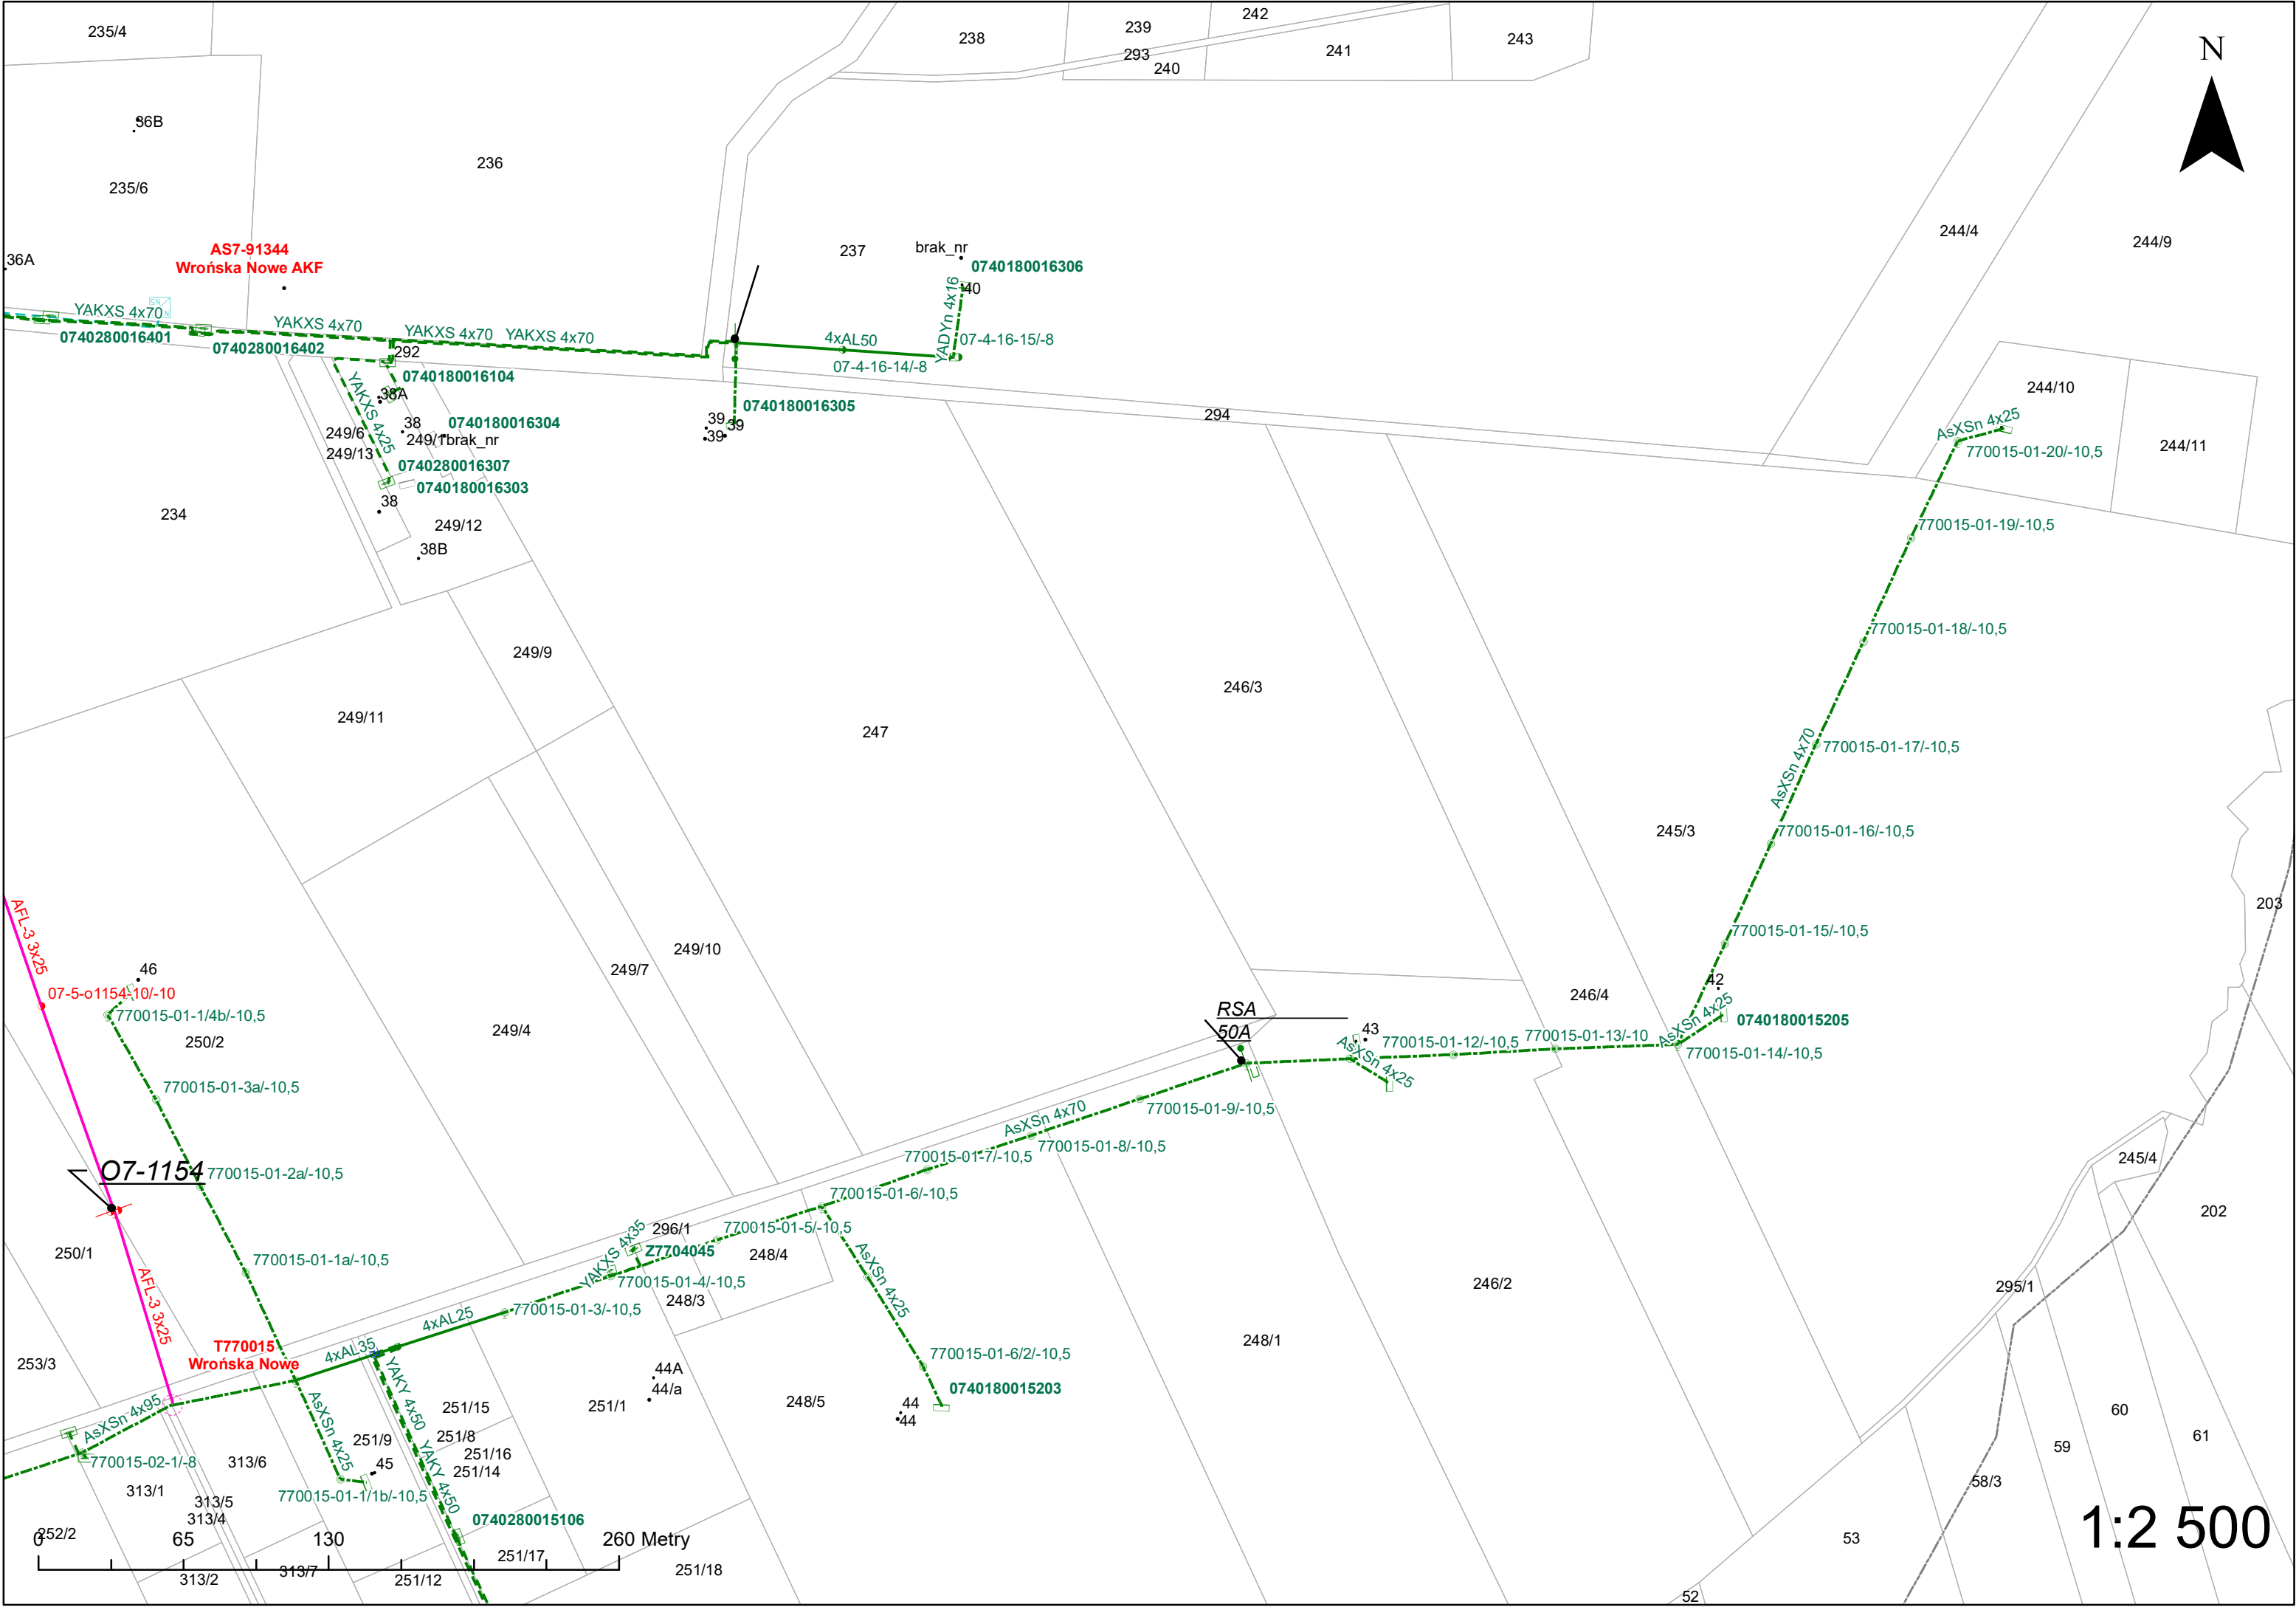 235/4
238
239
242
293
240
241
243
N
36B
236
235/6
244/4
244/9
AS7-91344
Wrońska Nowe AKF
36A
237
brak_nr
0740180016306
40
YADYn 4x16
SN
YAKXS 4x70
YAKXS 4x70
YAKXS 4x70
YAKXS 4x70
0740280016401
0740280016402
292
4xAL50
07-4-16-15/-8
07-4-16-14/-8
0740180016104
YAKXS 4x25
38A
0740180016305
39
39
39
294
244/10
AsXSn 4x25
770015-01-20/-10,5
244/11
38
0740180016304
249/6
249/1
brak_nr
249/13
0740280016307
0740180016303
38
234
249/12
38B
770015-01-19/-10,5
770015-01-18/-10,5
249/9
246/3
249/11
247
AsXSn 4x70
770015-01-17/-10,5
245/3
770015-01-16/-10,5
203
AFL-3 3x25
770015-01-15/-10,5
249/10
249/7
46
07-5-o1154-10/-10
770015-01-1/4b/-10,5
250/2
249/4
RSA
50A
43
AsXSn 4x25
770015-01-12/-10,5
246/4
770015-01-13/-10
42
AsXSn 4x25
0740180015205
770015-01-14/-10,5
770015-01-3a/-10,5
AsXSn 4x70
770015-01-9/-10,5
770015-01-8/-10,5
770015-01-7/-10,5
245/4
O7-1154
770015-01-2a/-10,5
770015-01-6/-10,5
202
250/1
770015-01-1a/-10,5
AFL-3 3x25
YAKXS 4x35
296/1
Z7704045
770015-01-5/-10,5
248/4
770015-01-4/-10,5
248/3
AsXSn 4x25
246/2
295/1
770015-01-3/-10,5
4xAL25
4xAL35
T770015
Wrońska Nowe
253/3
248/1
770015-01-6/2/-10,5
0740180015203
44A
44/a
248/5
44
44
251/1
251/15
YAKY 4x50
AsXSn 4x25
AsXSn 4x95
251/9
251/8
251/16
251/14
YAKY 4x50
45
60
59
61
58/3
770015-02-1/-8
313/6
313/1
313/5
313/4
770015-01-1/1b/-10,5
252/2
0740280015106
0
65
130
260 Metry
53
1:2 500
251/17
251/18
313/7
313/2
251/12
52